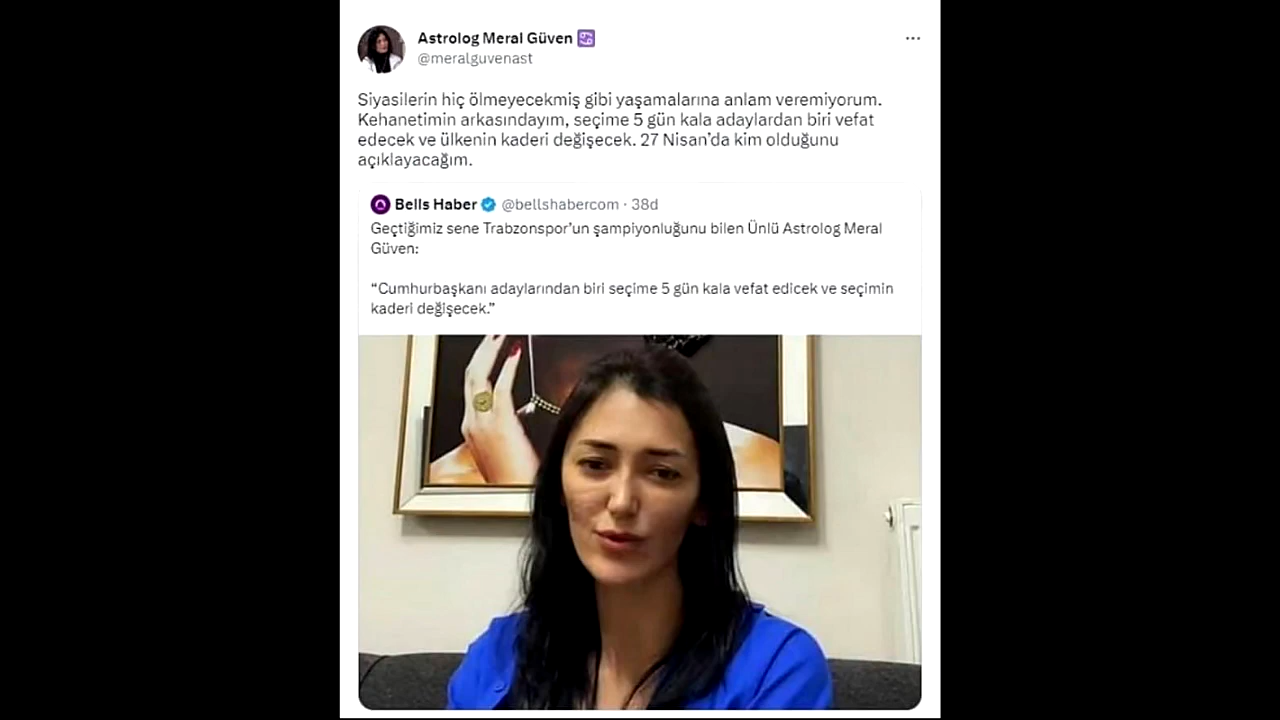 Astrolog Meral Güven ♋
@meralguvenast
Siyasilerin hiç ölmeyecekmiş gibi yaşamalarına anlam veremiyorum.
Kehanetimin arkasındayım, seçime 5 gün kala adaylardan biri vefat
edecek ve ülkenin kaderi değişecek. 27 Nisan’da kim olduğunu
açıklayacağım.
Bells Haber @bellshabercom · 38d
Geçtiğimiz sene Trabzonspor’un şampiyonluğunu bilen Ünlü Astrolog Meral
Güven:
“Cumhurbaşkanı adaylarından biri seçime 5 gün kala vefat edicek ve seçimin
kaderi değişecek.”